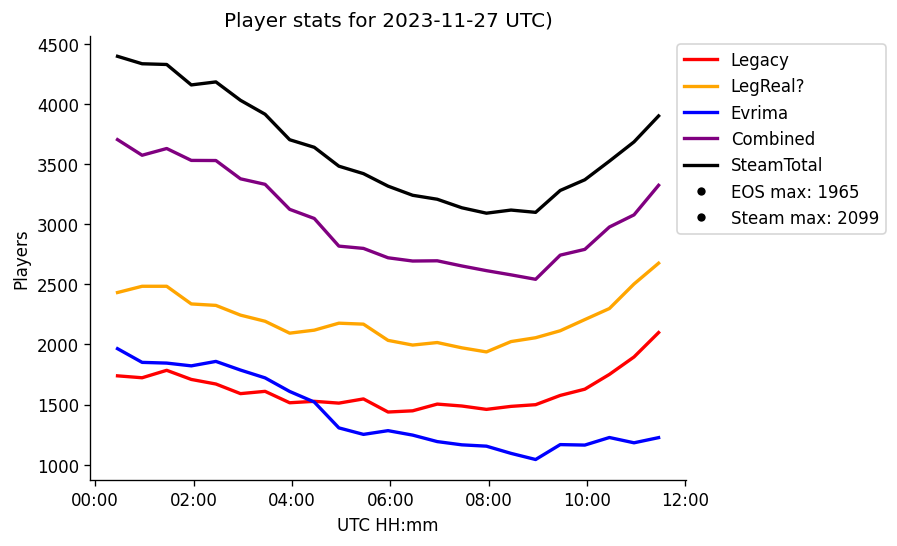 Player stats for 2023-11-27 UTC)
4500
4000
3500
3000
2500
2000
1500
1000
Players
00:00 02:00 04:00 06:00 08:00 10:00 12:00
UTC HH:mm
Legacy
LegReal?
Evrima
Combined
SteamTotal
EOS max: 1965
Steam max: 2099